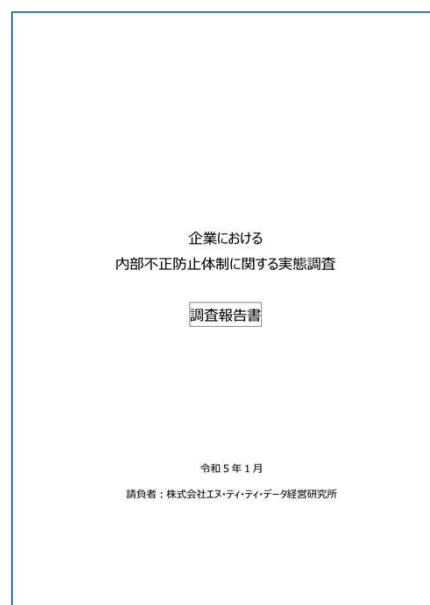 企業における
内部不正防止体制に関する実態調査
調査報告書
令和５年１月
請負者：株式会社エヌ・ティ・ティ・データ経営研究所